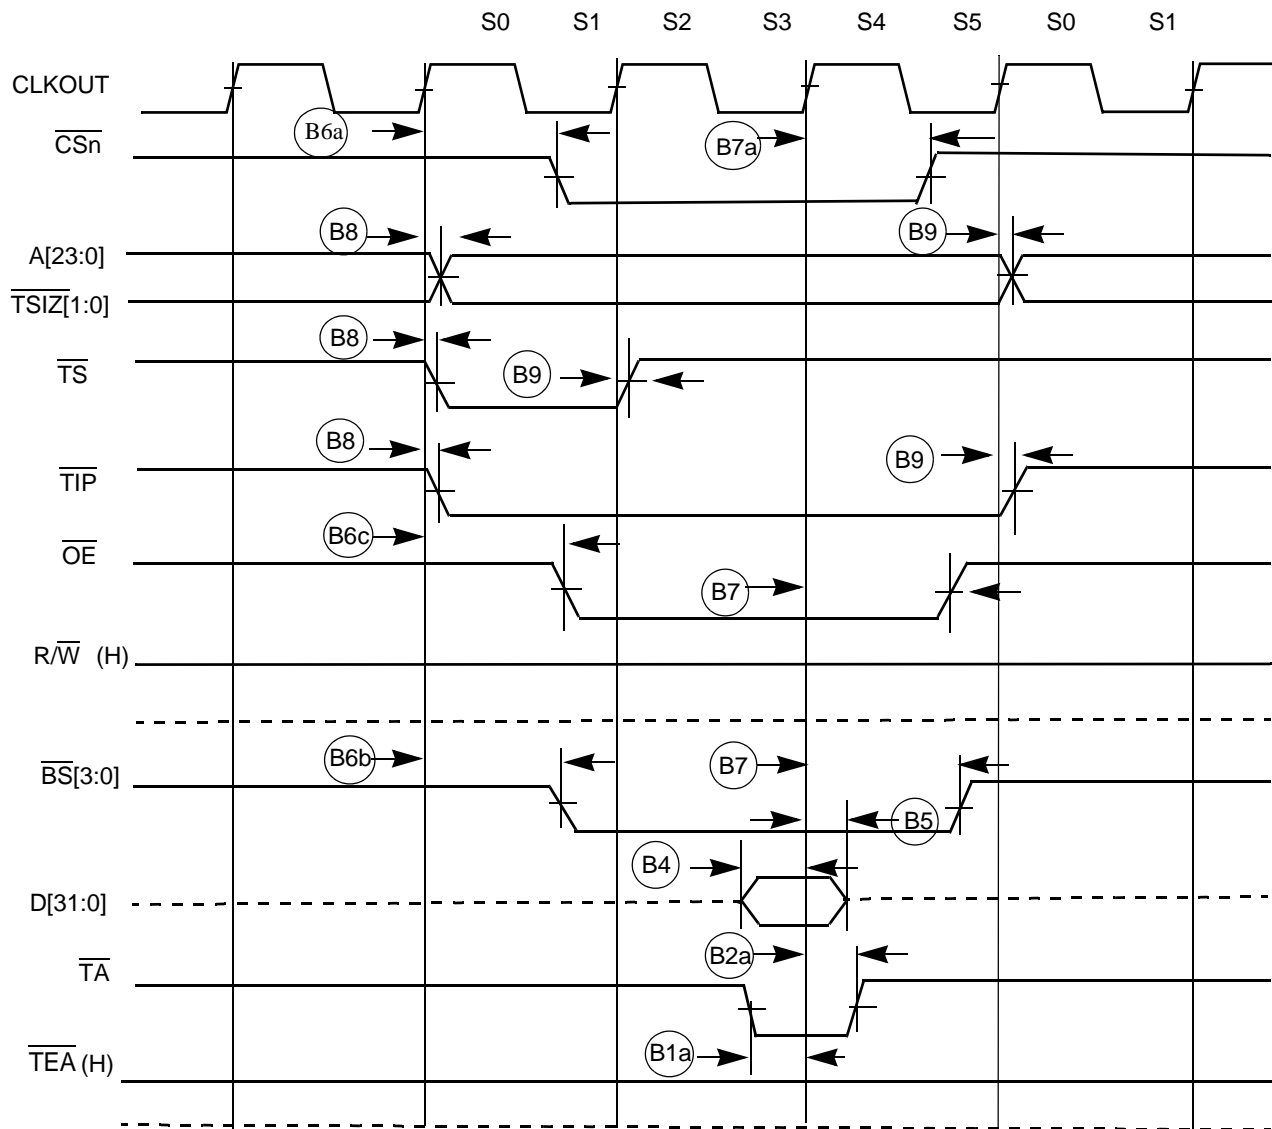 S0 S1 S2 S3 S4 S5 S0 S1
CLKOUT
B6a
B7a
CSn
B8
B9
A[23:0]
TSIZ[1:0]
B8
TS
B9
B8
B9
TIP
B6c
OE
B7
R/W (H)
B6b
B7
BS[3:0]
B5
B4
D[31:0]
B2a
TA
B1a
TEA (H)